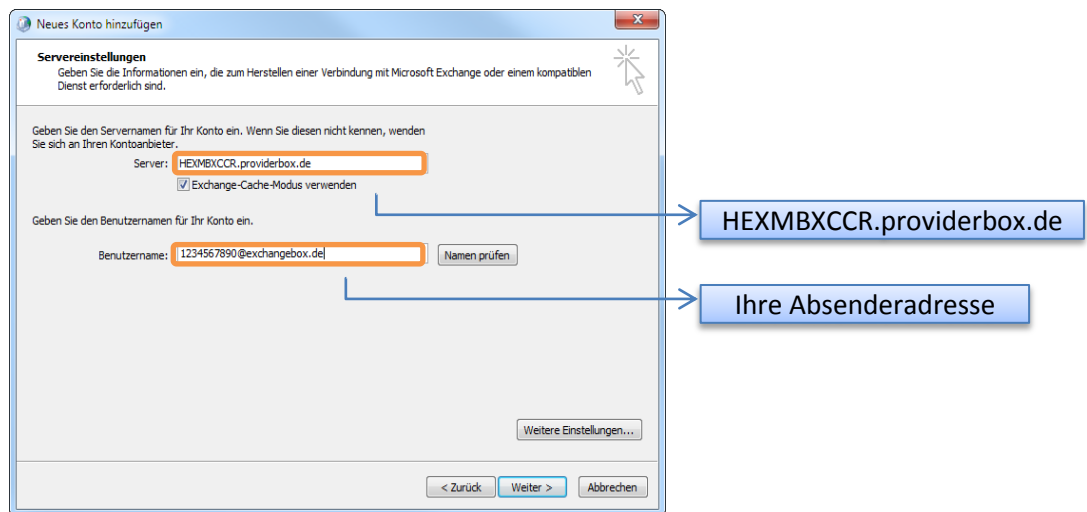 Neues Konto hinzufügen
Servereinstellungen
Geben Sie die Informationen ein, die zum Herstellen einer Verbindung mit Microsoft Exchange oder einem kompatiblen
Dienst erforderlich sind.
Geben Sie den Servernamen für Ihr Konto ein. Wenn Sie diesen nicht kennen, wenden
Sie sich an Ihren Kontoanbieter.
Server: HEXMBXCCR.providerbox.de
Exchange-Cache-Modus verwenden
HEXMBXCCR.providerbox.de
Geben Sie den Benutzernamen für Ihr Konto ein.
Benutzername: 1234567890@exchangebox.de Namen prüfen
Ihre Absenderadresse
Weitere Einstellungen...
< Zurück Weiter > Abbrechen